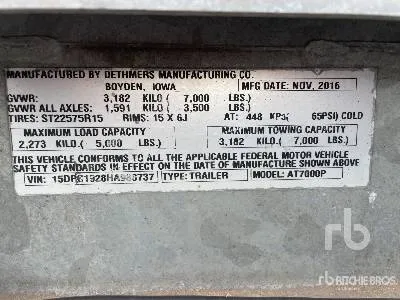 MANUFACTURED BY DETHMERS MANUFACTURING CO.
BOYDEN, IOWA MFG DATE: NOV, 2016
GVWR: 3,182 KILO ( 7,000 LBS.)
GVWR ALL AXLES: 1,591 KILO ( 3,500 LBS.)
TIRES: ST22575R15 RIMS: 15 X 6J AT: 448 KPS( 65PSI) COLD
MAXIMUM LOAD CAPACITY MAXIMUM TOWING CAPACITY
2,273 KILO.( 5,000 LBS.) 3,182 KILO.( 7,000 LBS.)
THIS VEHICLE CONFORMS TO ALL THE APPLICABLE FEDERAL MOTOR VEHICLE
SAFETY STANDARDS IN EFFECT ON THE DATE OF MANUFACTURE SHOWN ABOVE
VIN: TYPE: TRAILER MODEL: AT7000P
rb
RITCHIE BROS